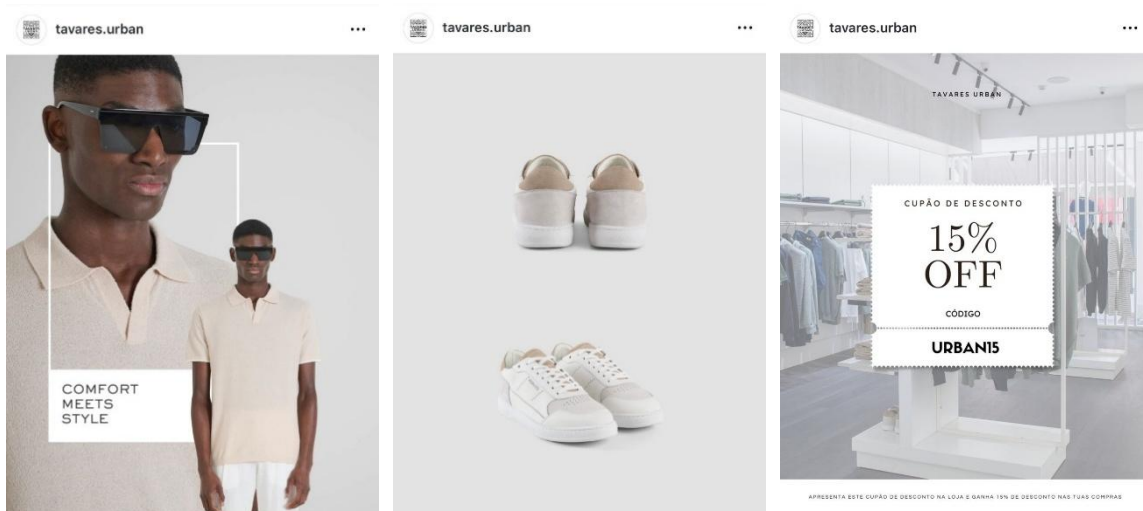 tavares.urban
COMFORT
MEETS
STYLE
tavares.urban
tavares.urban
TAVARES URBAN
CUPÃO DE DESCONTO
15%
OFF
CÓDIGO
URBAN15
APRESENTA ESTE CUPÃO DE DESCONTO NA LOJA E GANHA 15% DE DESCONTO NAS TUAS COMPRAS